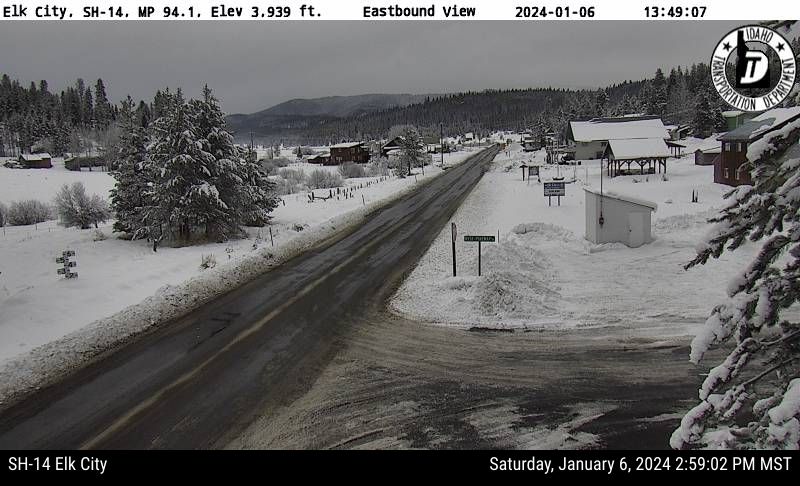 Elk City, SH-14, MP 94.1, Elev 3,939 ft. Eastbound View 2024-01-06 13:49:07
IDAHO TRANSPORTATION DEPARTMENT
SH-14 Elk City
Saturday, January 6, 2024 2:59:02 PM MST